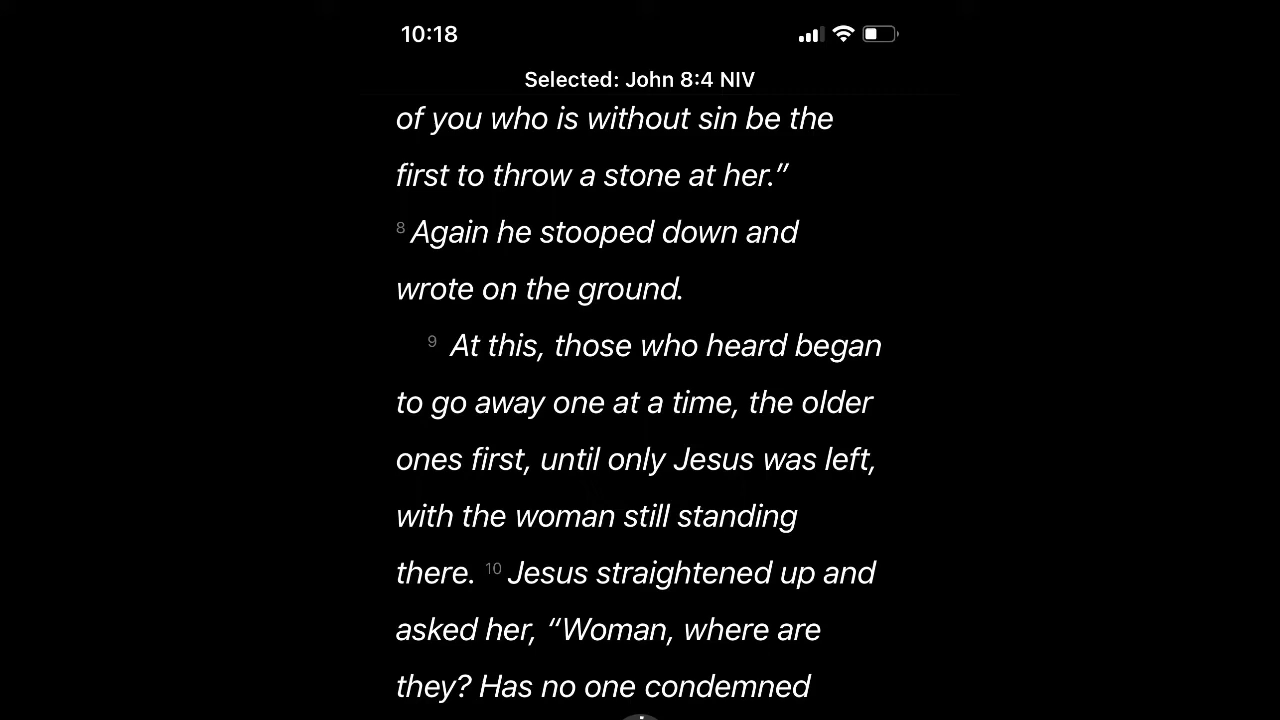 10:18
Selected: John 8:4 NIV
of you who is without sin be the
first to throw a stone at her.”
8 Again he stooped down and
wrote on the ground.
9 At this, those who heard began
to go away one at a time, the older
ones first, until only Jesus was left,
with the woman still standing
there. 10 Jesus straightened up and
asked her, “Woman, where are
they? Has no one condemned